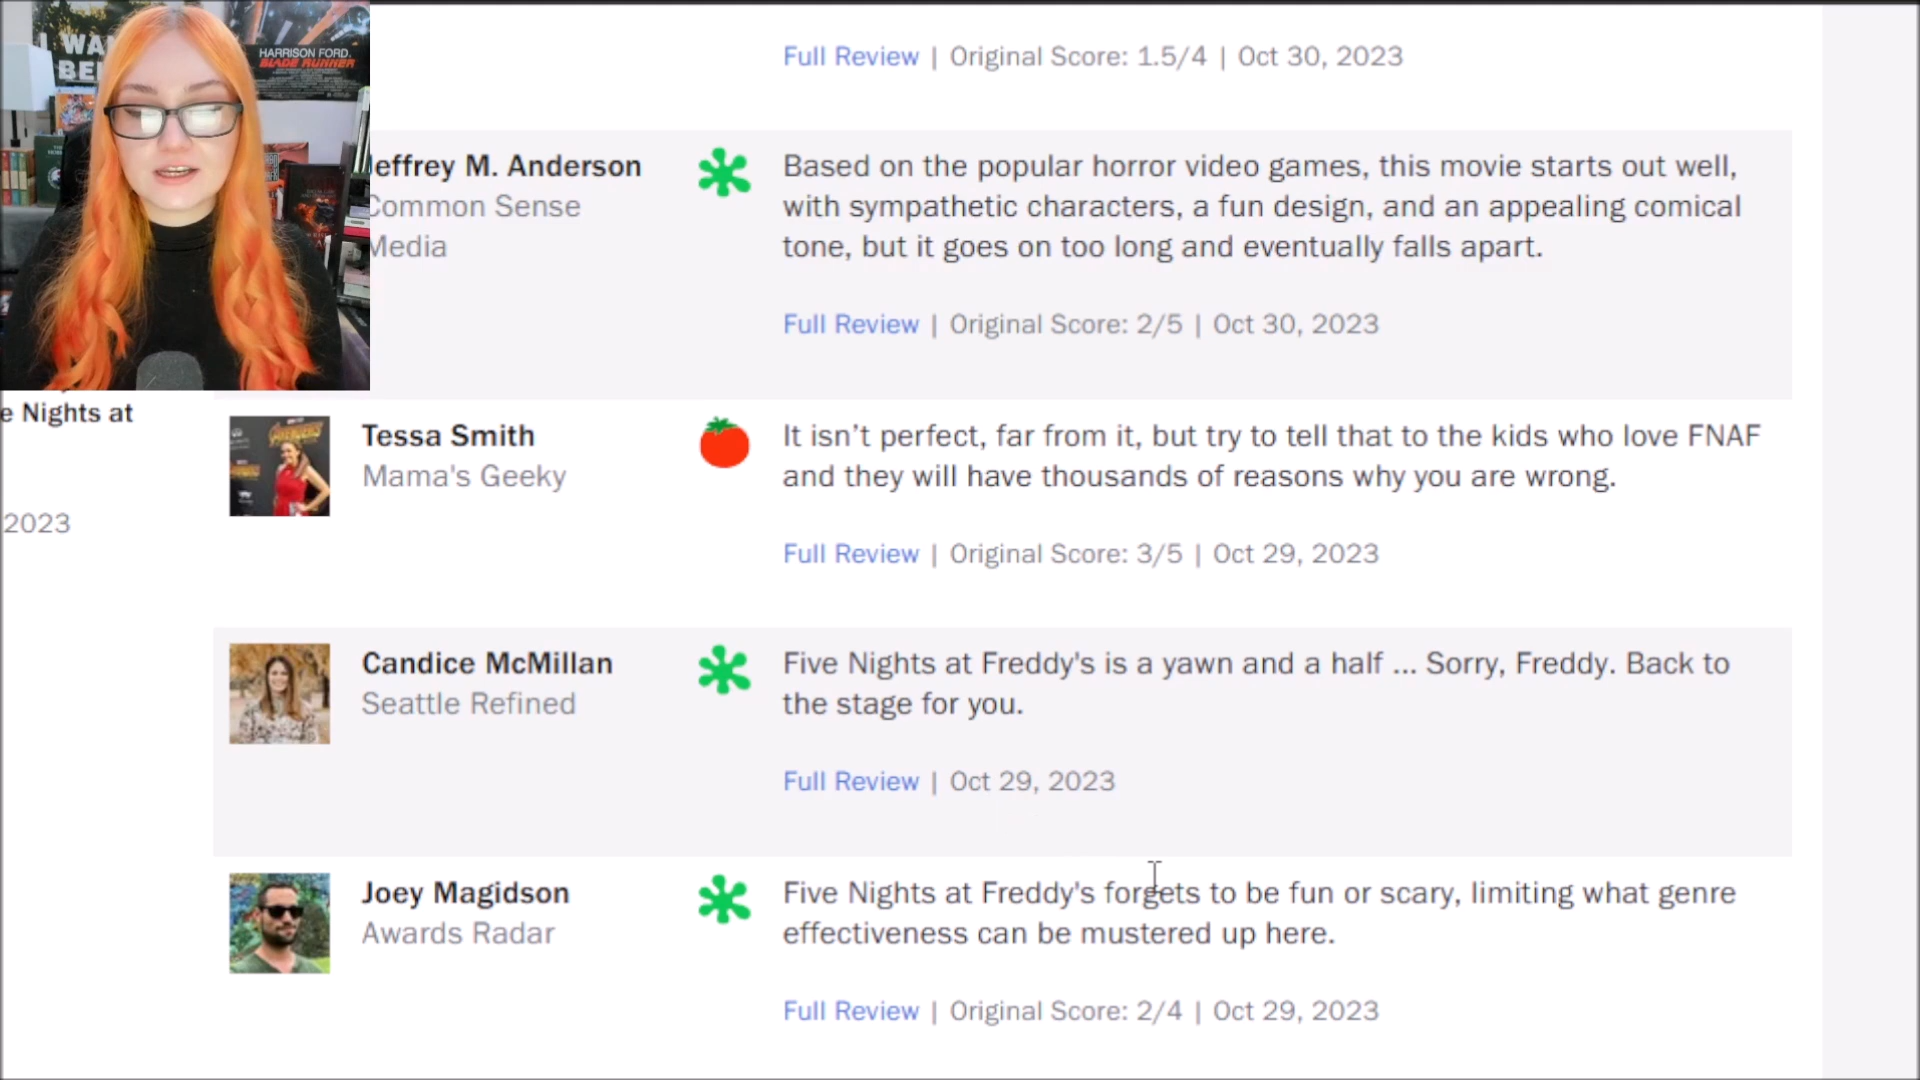 WA
BE
HARRISON FORD
BLADE RUNNER
Full Review | Original Score: 1.5/4 | Oct 30, 2023
Jeffrey M. Anderson
Common Sense
Media
Based on the popular horror video games, this movie starts out well,
with sympathetic characters, a fun design, and an appealing comical
tone, but it goes on too long and eventually falls apart.
Full Review | Original Score: 2/5 | Oct 30, 2023
e Nights at
2023
Tessa Smith
Mama's Geeky
It isn’t perfect, far from it, but try to tell that to the kids who love FNAF
and they will have thousands of reasons why you are wrong.
Full Review | Original Score: 3/5 | Oct 29, 2023
Candice McMillan
Seattle Refined
Five Nights at Freddy's is a yawn and a half ... Sorry, Freddy. Back to
the stage for you.
Full Review | Oct 29, 2023
Joey Magidson
Awards Radar
Five Nights at Freddy's forgets to be fun or scary, limiting what genre
effectiveness can be mustered up here.
Full Review | Original Score: 2/4 | Oct 29, 2023